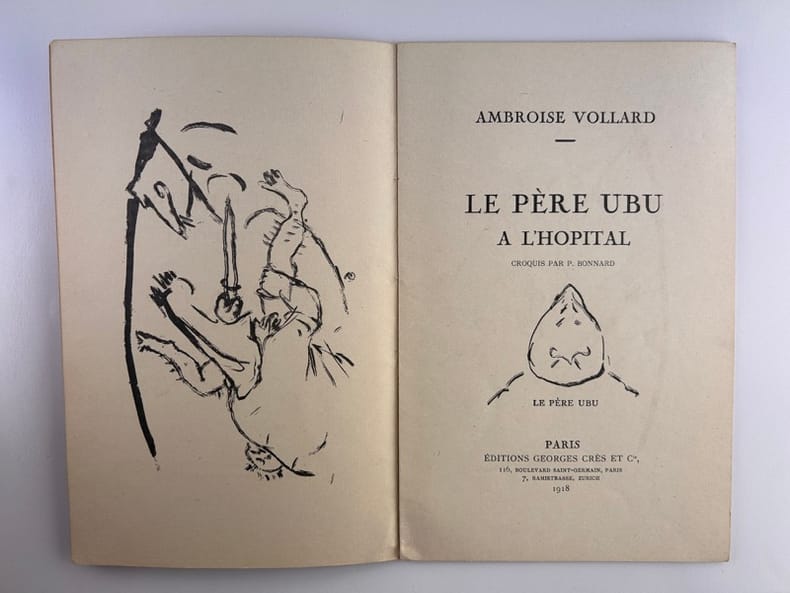 AMBROISE VOLLARD
LE PÈRE UBU
A L'HOPITAL
CROQUIS PAR P. BONNARD
LE PÈRE UBU
PARIS
ÉDITIONS GEORGES CRÈS ET Cie,
116, BOULEVARD SAINT-GERMAIN, PARIS
7, RAMISTRASSE, ZURICH
1918